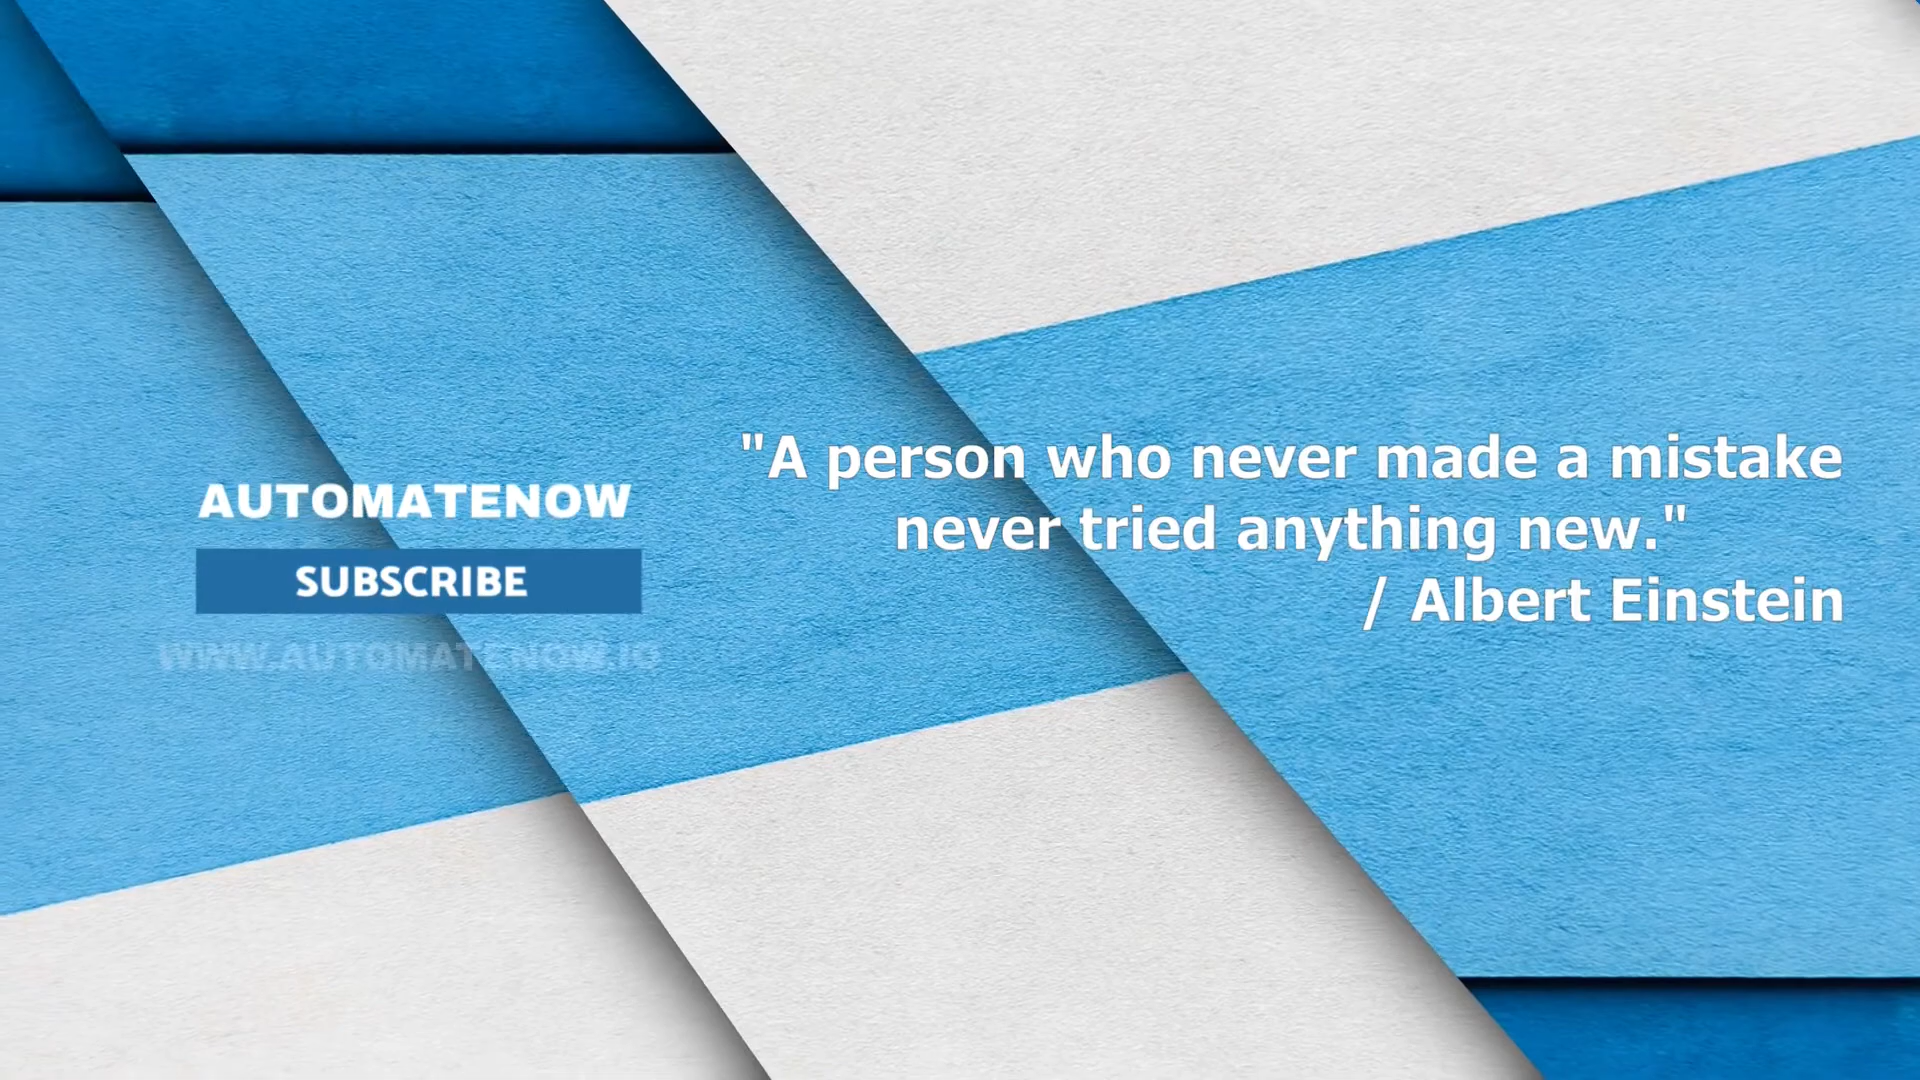 AUTOMATENOW
SUBSCRIBE
WWW.AUTOMATENOW.IO
"A person who never made a mistake
never tried anything new."
/ Albert Einstein